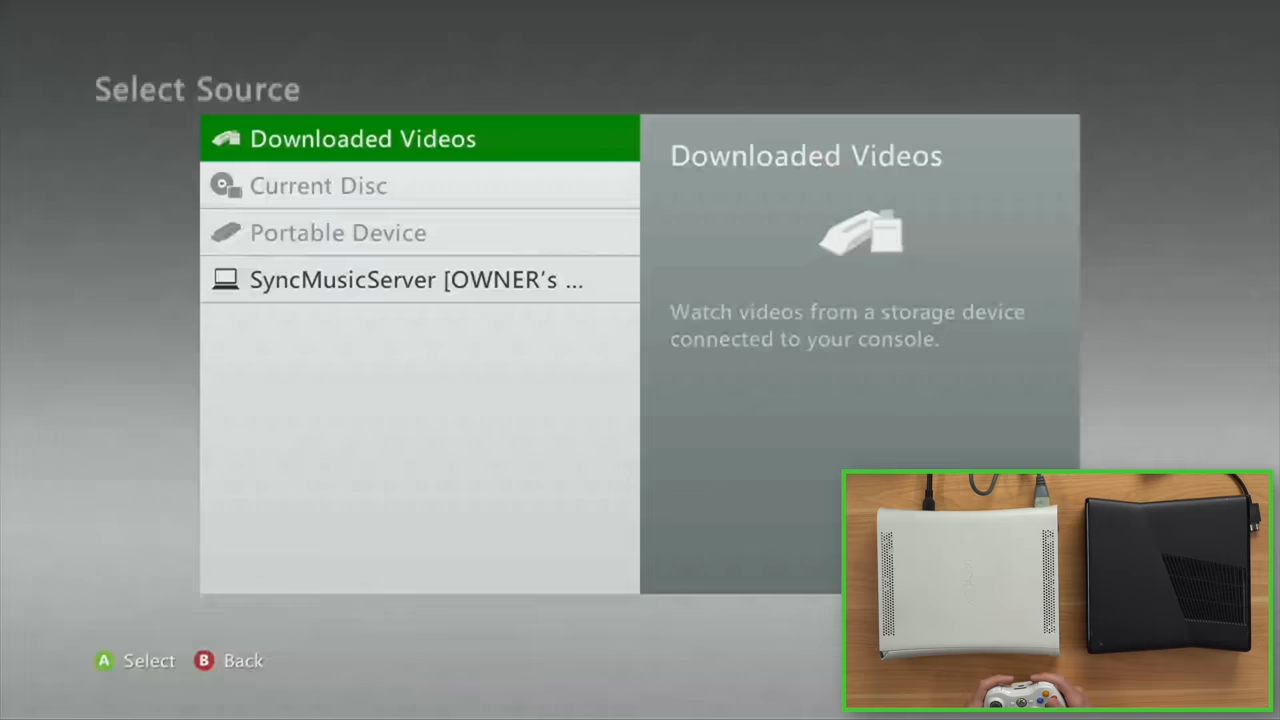 Select Source
Downloaded Videos
Current Disc
Portable Device
SyncMusicServer [OWNER's ...
Downloaded Videos
Watch videos from a storage device
connected to your console.
A Select B Back